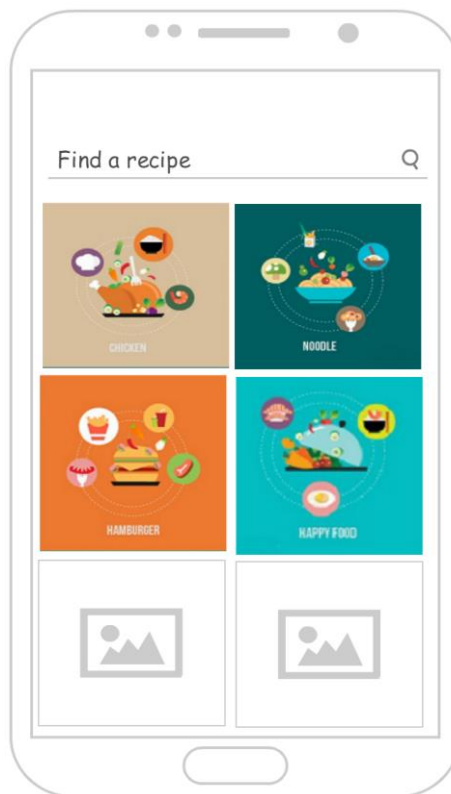 Find a recipe
CHICKEN
NOODLE
HAMBURGER
HAPPY FOOD